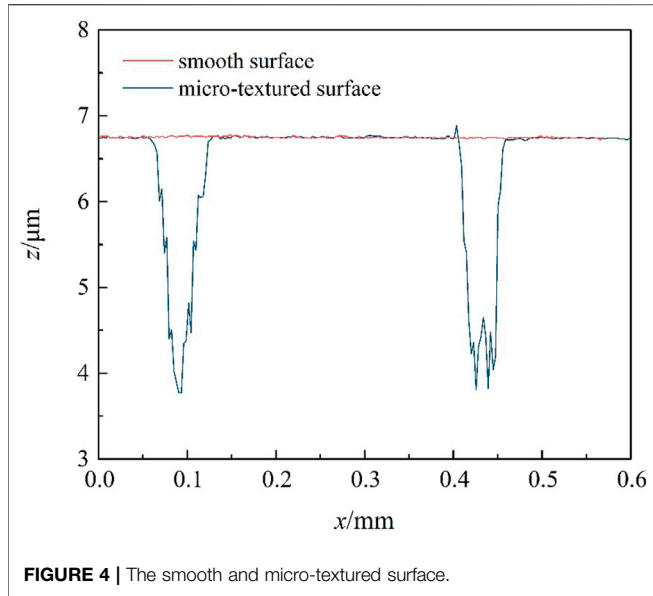 8
smooth surface
micro-textured surface
7
6
z/μm
5
4
3
0.0 0.1 0.2 0.3 0.4 0.5 0.6
x/mm
FIGURE 4 | The smooth and micro-textured surface.